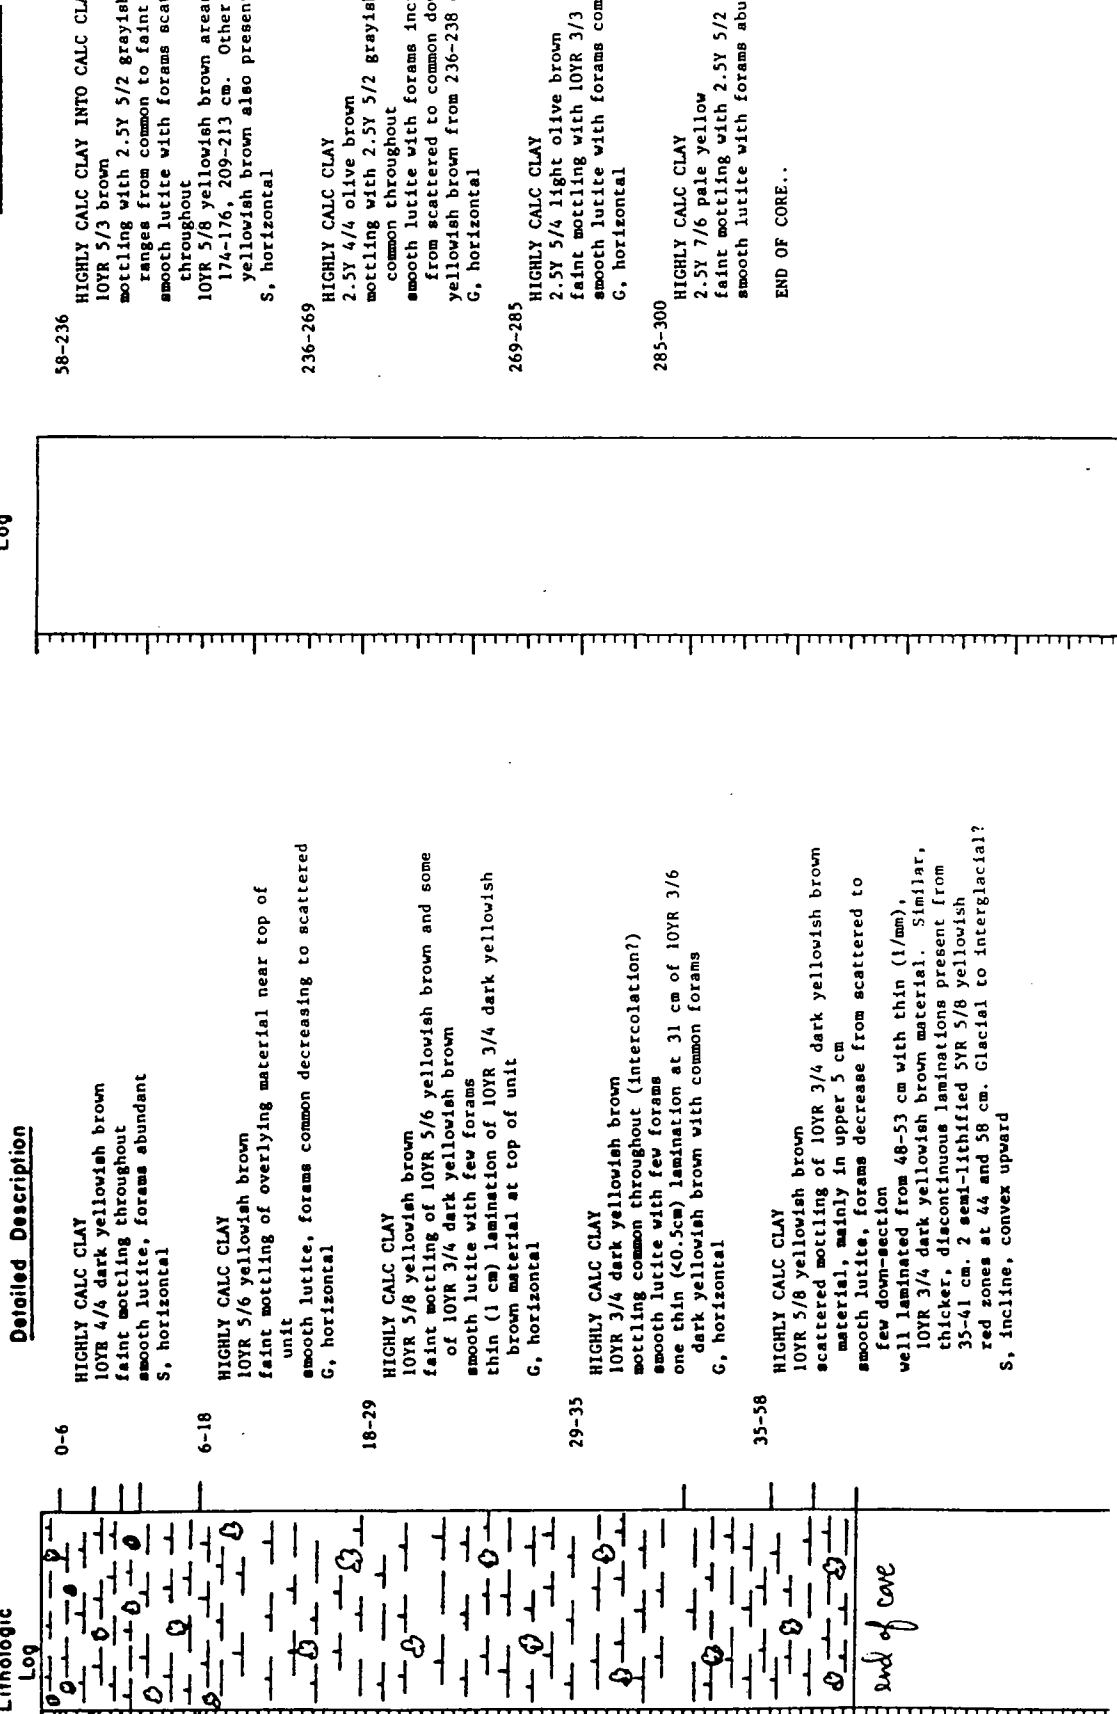 Lithologic
Log
Detailed Description
0-6
HIGHLY CALC CLAY
10YR 4/4 dark yellowish brown
faint mottling throughout
smooth lutite, forams abundant
S, horizontal
6-18
HIGHLY CALC CLAY
10YR 5/6 yellowish brown
faint mottling of overlying material near top of
unit
smooth lutite, forams common decreasing to scattered
G, horizontal
18-29
HIGHLY CALC CLAY
10YR 5/8 yellowish brown
faint mottling of 10YR 5/6 yellowish brown and some
of 10YR 3/4 dark yellowish brown
smooth lutite with few forams
thin (1 cm) lamination of 10YR 3/4 dark yellowish
brown material at top of unit
G, horizontal
29-35
HIGHLY CALC CLAY
10YR 3/4 dark yellowish brown
mottling common throughout (intercolation?)
smooth lutite with few forams
one thin (<0.5cm) lamination at 31 cm of 10YR 3/6
dark yellowish brown with common forams
G, horizontal
35-58
HIGHLY CALC CLAY
10YR 5/8 yellowish brown
scattered mottling of 10YR 3/4 dark yellowish brown
material, mainly in upper 5 cm
smooth lutite, forams decrease from scattered to
few down-section
well laminated from 48-53 cm with thin (1/mm),
10YR 3/4 dark yellowish brown material. Similar,
thicker, discontinuous laminations present from
35-41 cm. 2 semi-lithified 5YR 5/8 yellowish
red zones at 44 and 58 cm. Glacial to interglacial?
S, incline, convex upward
end of core
Log
58-236
HIGHLY CALC CLAY INTO CALC CLA
10YR 5/3 brown
mottling with 2.5Y 5/2 grayish
ranges from common to faint
smooth lutite with forams scat
throughout
10YR 5/8 yellowish brown area
174-176, 209-213 cm. Other
yellowish brown also present
S, horizontal
236-269
HIGHLY CALC CLAY
2.5Y 4/4 olive brown
mottling with 2.5Y 5/2 grayis
common throughout
smooth lutite with forams inc
from scattered to common do
yellowish brown from 236-238
G, horizontal
269-285
HIGHLY CALC CLAY
2.5Y 5/4 light olive brown
faint mottling with 10YR 3/3
smooth lutite with forams com
G, horizontal
285-300
HIGHLY CALC CLAY
2.5Y 7/6 pale yellow
faint mottling with 2.5Y 5/2
smooth lutite with forams abu
END OF CORE..